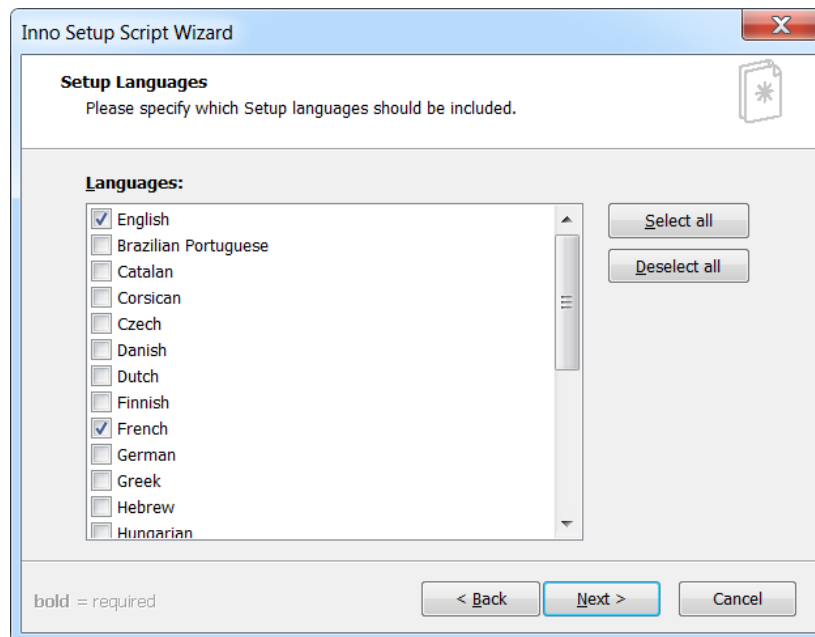 Inno Setup Script Wizard
Setup Languages
Please specify which Setup languages should be included.
Languages:
English
Brazilian Portuguese
Catalan
Corsican
Czech
Danish
Dutch
Finnish
French
German
Greek
Hebrew
Hungarian
Select all
Deselect all
bold = required
< Back
Next >
Cancel